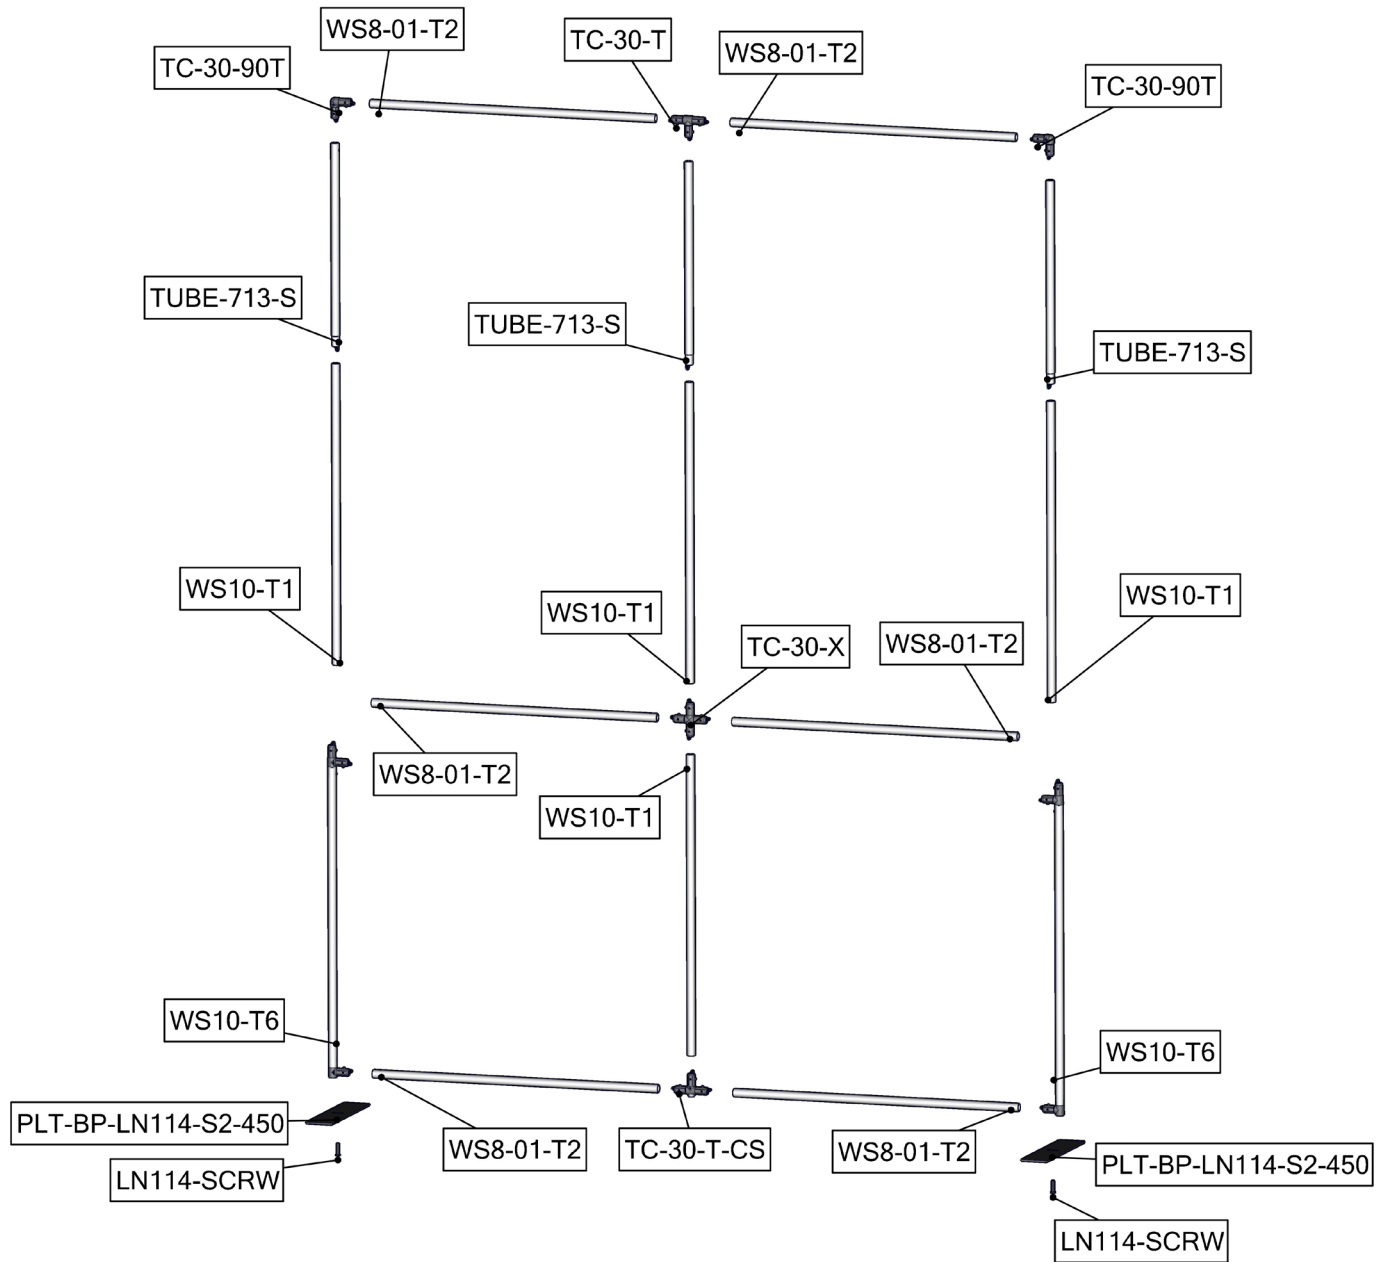 WS8-01-T2
TC-30-T
WS8-01-T2
TC-30-90T
TC-30-90T
TUBE-713-S
TUBE-713-S
TUBE-713-S
WS10-T1
WS10-T1
WS10-T1
TC-30-X
WS8-01-T2
WS8-01-T2
WS10-T1
WS10-T6
WS10-T6
PLT-BP-LN114-S2-450
WS8-01-T2
TC-30-T-CS
WS8-01-T2
PLT-BP-LN114-S2-450
LN114-SCRW
LN114-SCRW